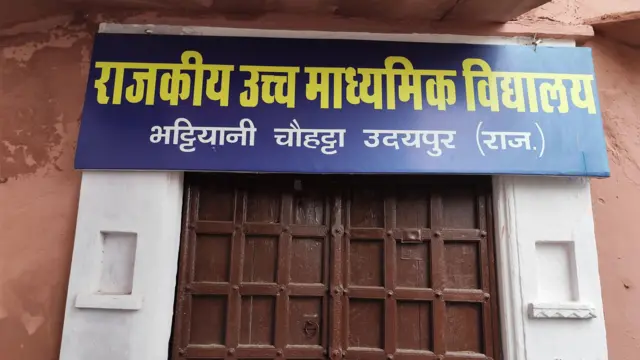 राजकीय उच्च माध्यमिक विद्यालय
भट्टियानी चौहट्टा उदयपुर (राज.)